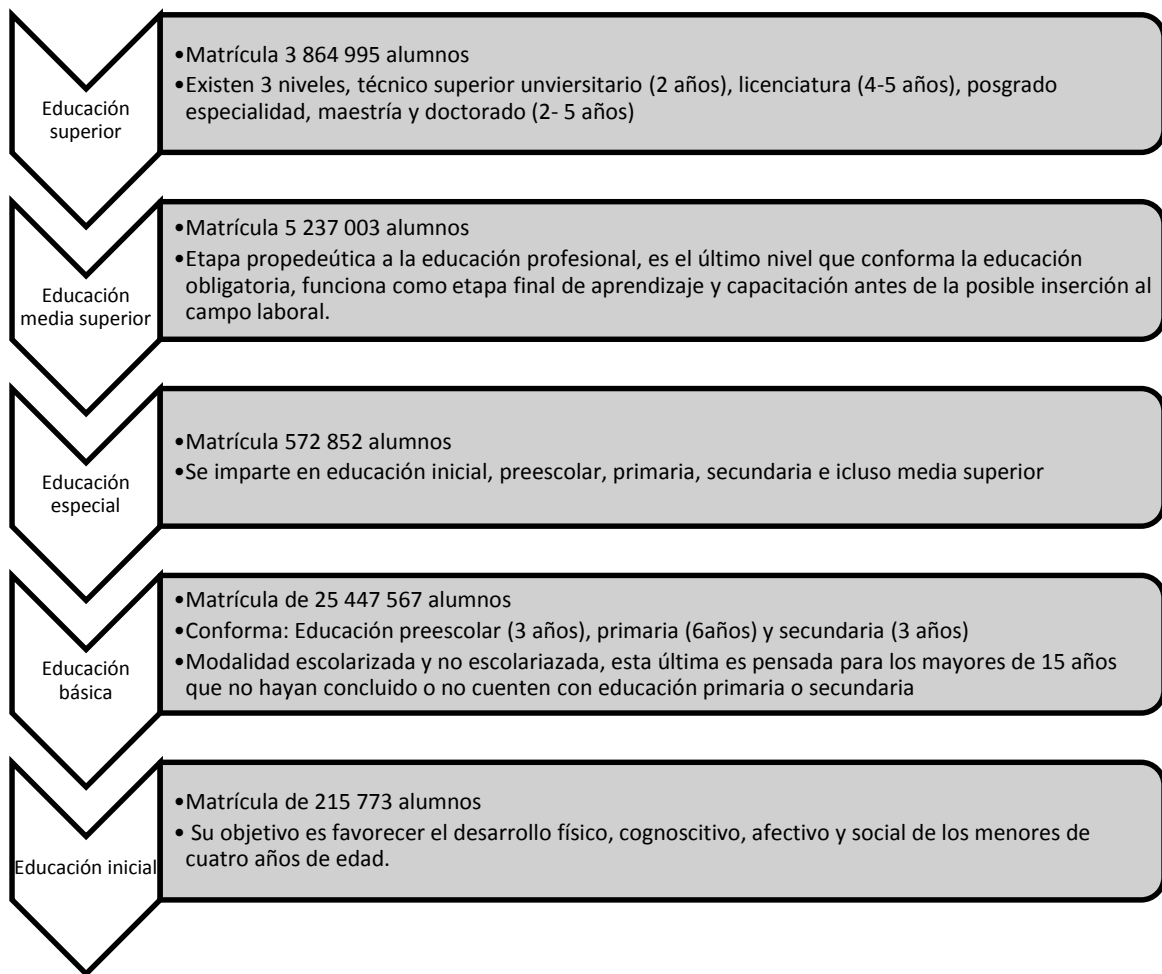 Educación
superior
•Matrícula 3 864 995 alumnos
•Existen 3 niveles, técnico superior unviersitario (2 años), licenciatura (4-5 años), posgrado
especialidad, maestría y doctorado (2- 5 años)
Educación
media superior
•Matrícula 5 237 003 alumnos
•Etapa propedeútica a la educación profesional, es el último nivel que conforma la educación
obligatoria, funciona como etapa final de aprendizaje y capacitación antes de la posible inserción al
campo laboral.
Educación
especial
•Matrícula 572 852 alumnos
•Se imparte en educación inicial, preescolar, primaria, secundaria e icluso media superior
Educación
básica
•Matrícula de 25 447 567 alumnos
•Conforma: Educación preescolar (3 años), primaria (6años) y secundaria (3 años)
•Modalidad escolarizada y no escolariazada, esta última es pensada para los mayores de 15 años
que no hayan concluido o no cuenten con educación primaria o secundaria
Educación inicial
•Matrícula de 215 773 alumnos
• Su objetivo es favorecer el desarrollo físico, cognoscitivo, afectivo y social de los menores de
cuatro años de edad.